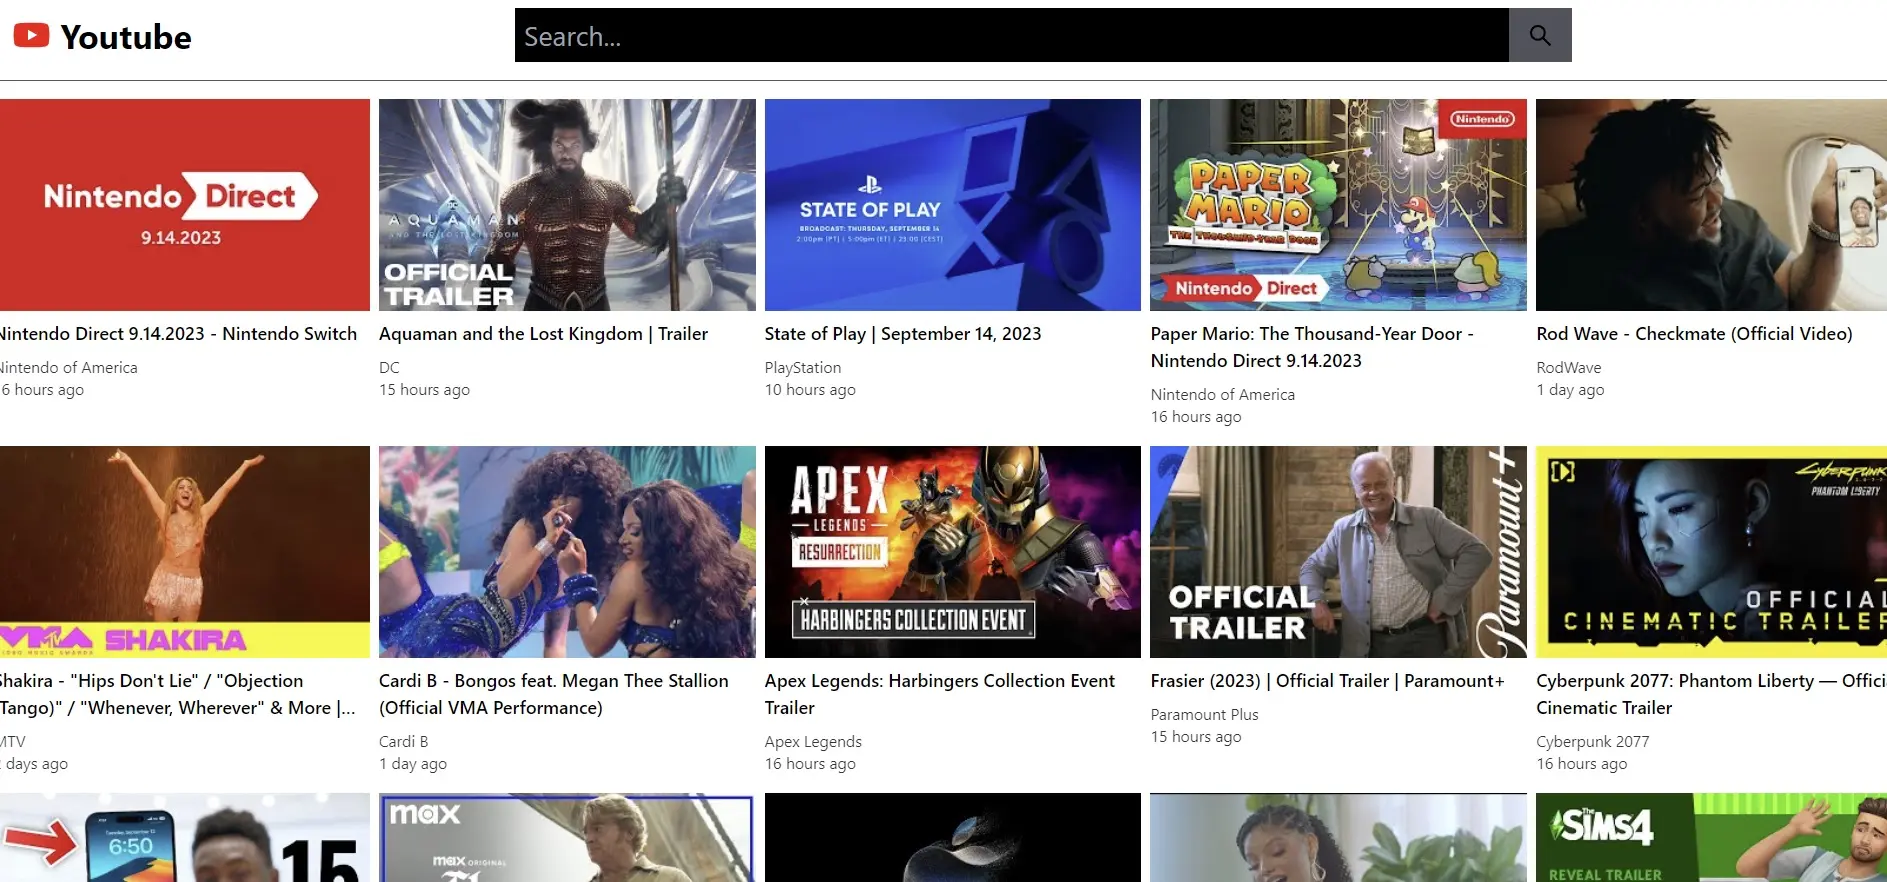 Youtube
Search...
Nintendo Direct
9.14.2023
AQUAMAN
AND THE LOST KINGDOM
OFFICIAL
TRAILER
STATE OF PLAY
BROADCAST: THURSDAY, SEPTEMBER 14
2:00pm (PT) | 5:00pm (ET) | 23:00 (CEST)
Nintendo
PAPER
MARIO
THE THOUSAND-YEAR DOOR
Nintendo Direct
Nintendo Direct 9.14.2023 - Nintendo Switch
Nintendo of America
6 hours ago
Aquaman and the Lost Kingdom | Trailer
DC
15 hours ago
State of Play | September 14, 2023
PlayStation
10 hours ago
Paper Mario: The Thousand-Year Door -
Nintendo Direct 9.14.2023
Nintendo of America
16 hours ago
Rod Wave - Checkmate (Official Video)
RodWave
1 day ago
VMA SHAKIRA
APEX
LEGENDS
RESURRECTION
HARBINGERS COLLECTION EVENT
OFFICIAL
TRAILER
Paramount+
CYBERPUNK
PHANTOM LIBERTY
OFFICIAL
CINEMATIC TRAILER
Shakira - "Hips Don't Lie" / "Objection
(Tango)" / "Whenever, Wherever" & More |...
MTV
days ago
Cardi B - Bongos feat. Megan Thee Stallion
(Official VMA Performance)
Cardi B
1 day ago
Apex Legends: Harbingers Collection Event
Trailer
Apex Legends
16 hours ago
Frasier (2023) | Official Trailer | Paramount+
Paramount Plus
15 hours ago
Cyberpunk 2077: Phantom Liberty — Offici
Cinematic Trailer
Cyberpunk 2077
16 hours ago
6:50
15
max
max ORIGINAL
The SIMS 4
REVEAL TRAILER